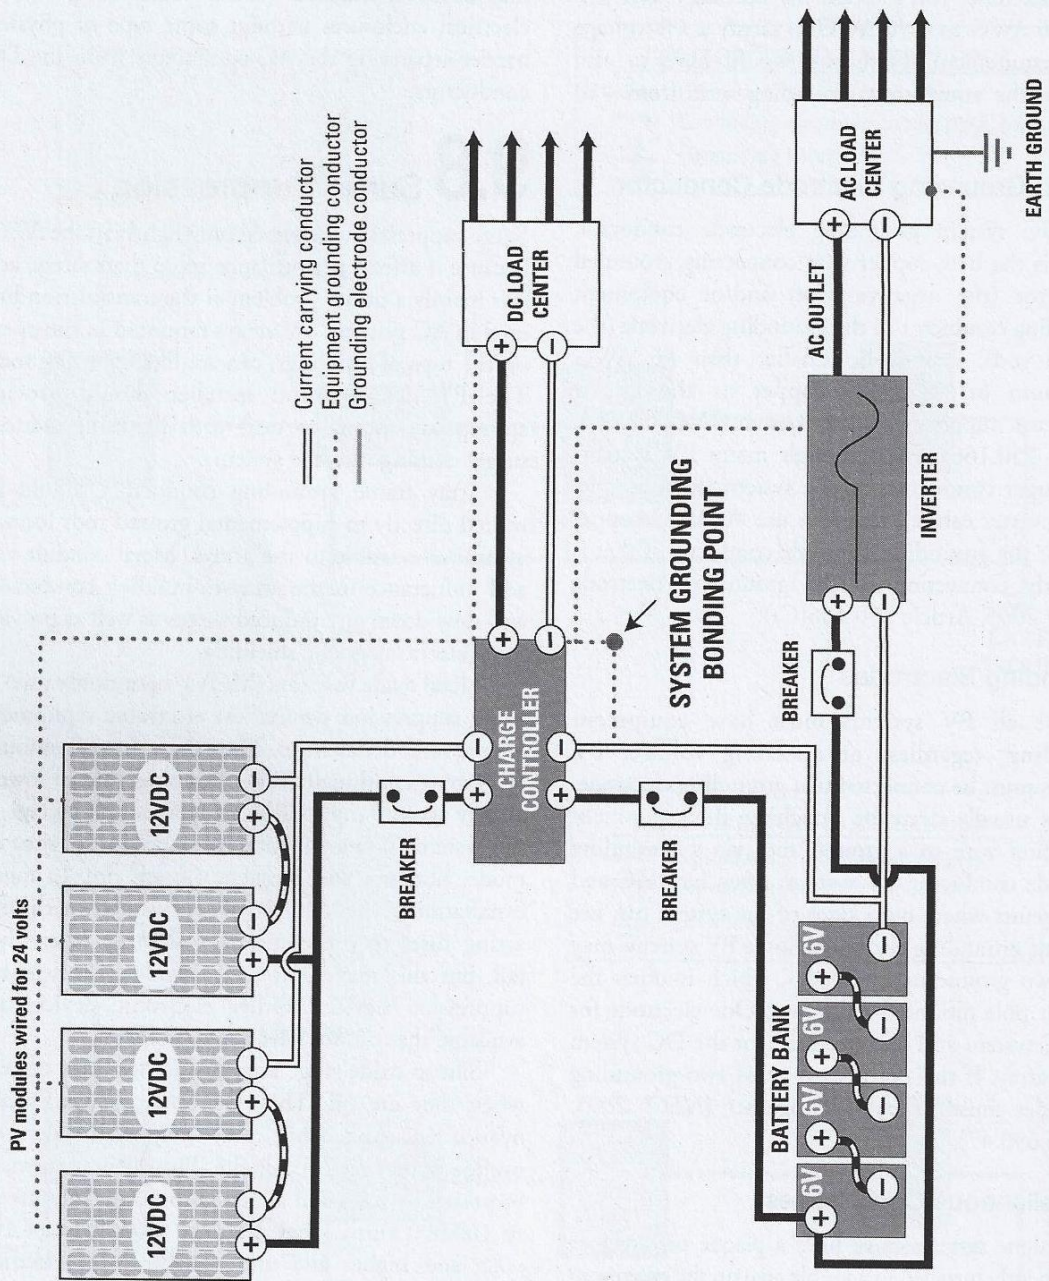 PV modules wired for 24 volts
12VDC
12VDC
12VDC
12VDC
Current carrying conductor
Equipment grounding conductor
Grounding electrode conductor
BREAKER
CHARGE
CONTROLLER
DC LOAD
CENTER
SYSTEM GROUNDING
BONDING POINT
BREAKER
BATTERY BANK
6V
6V
6V
6V
BREAKER
INVERTER
AC OUTLET
AC LOAD
CENTER
EARTH GROUND